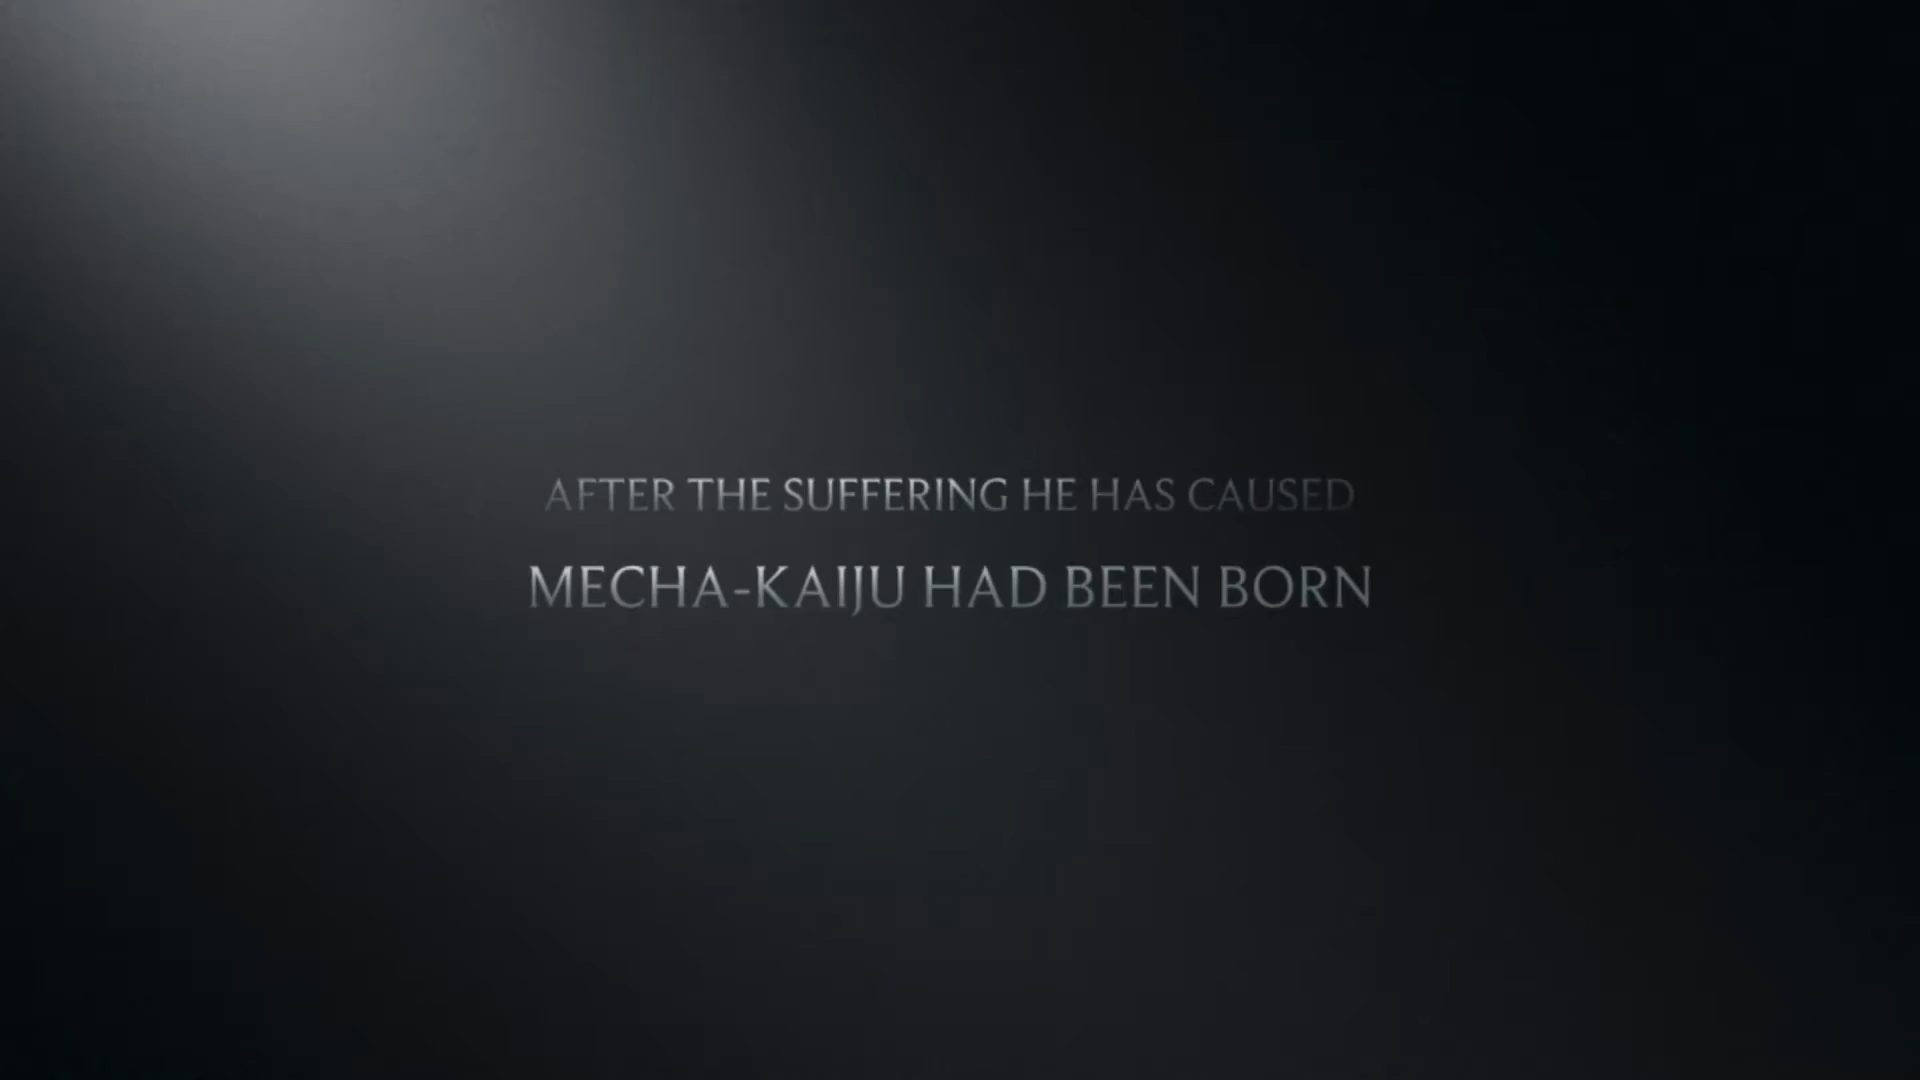 AFTER THE SUFFERING HE HAS CAUSED
MECHA-KAIJU HAD BEEN BORN